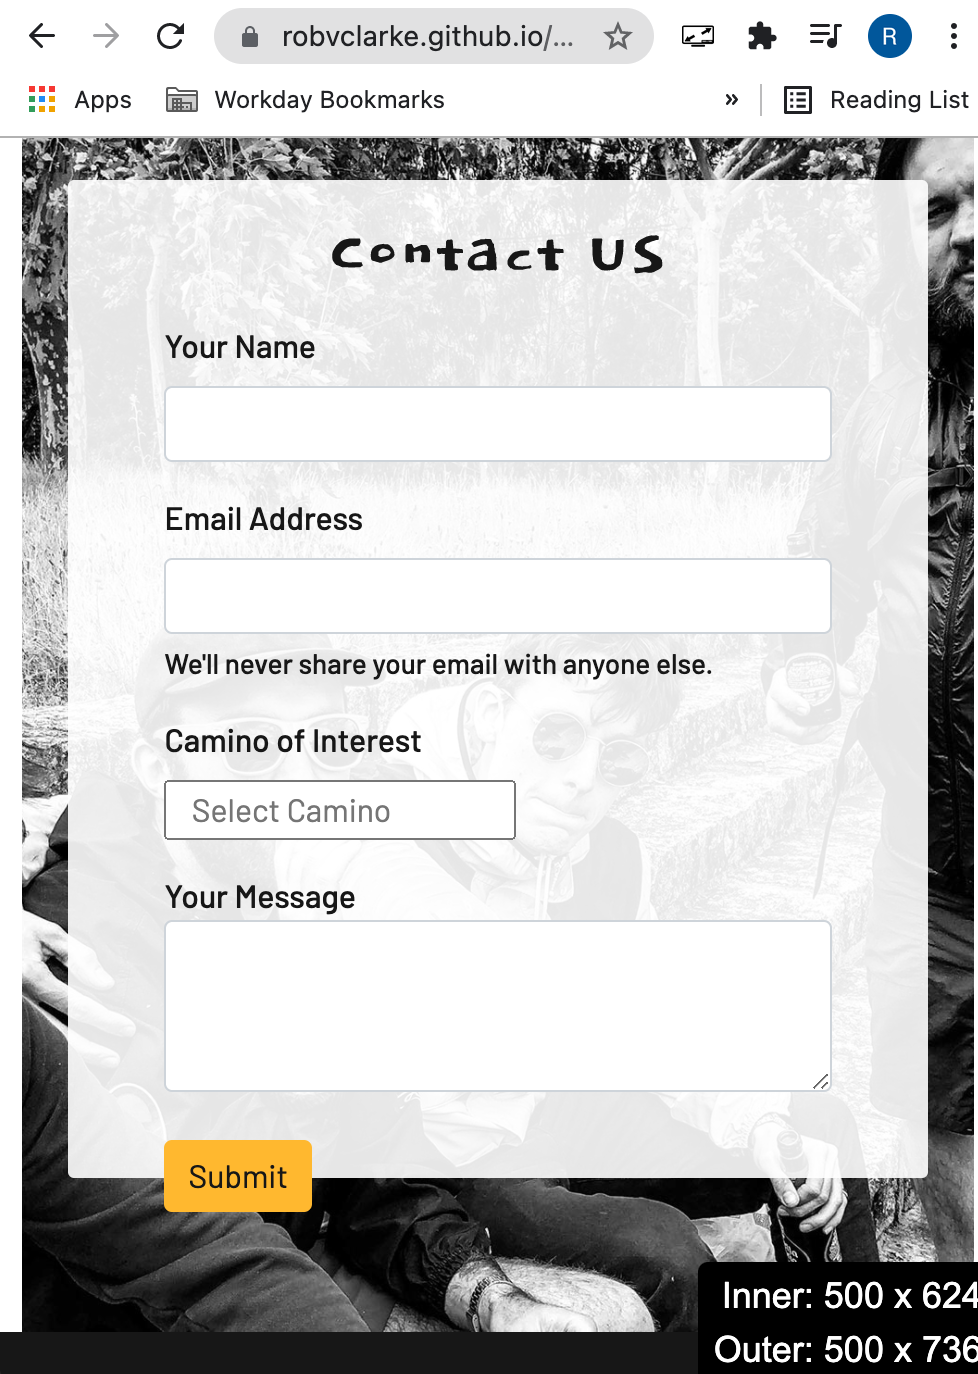 robvclarke.github.io/...
R
Apps
Workday Bookmarks
»
Reading List
Contact US
Your Name
Email Address
We'll never share your email with anyone else.
Camino of Interest
Select Camino
Your Message
Submit
Inner: 500 x 624
Outer: 500 x 736